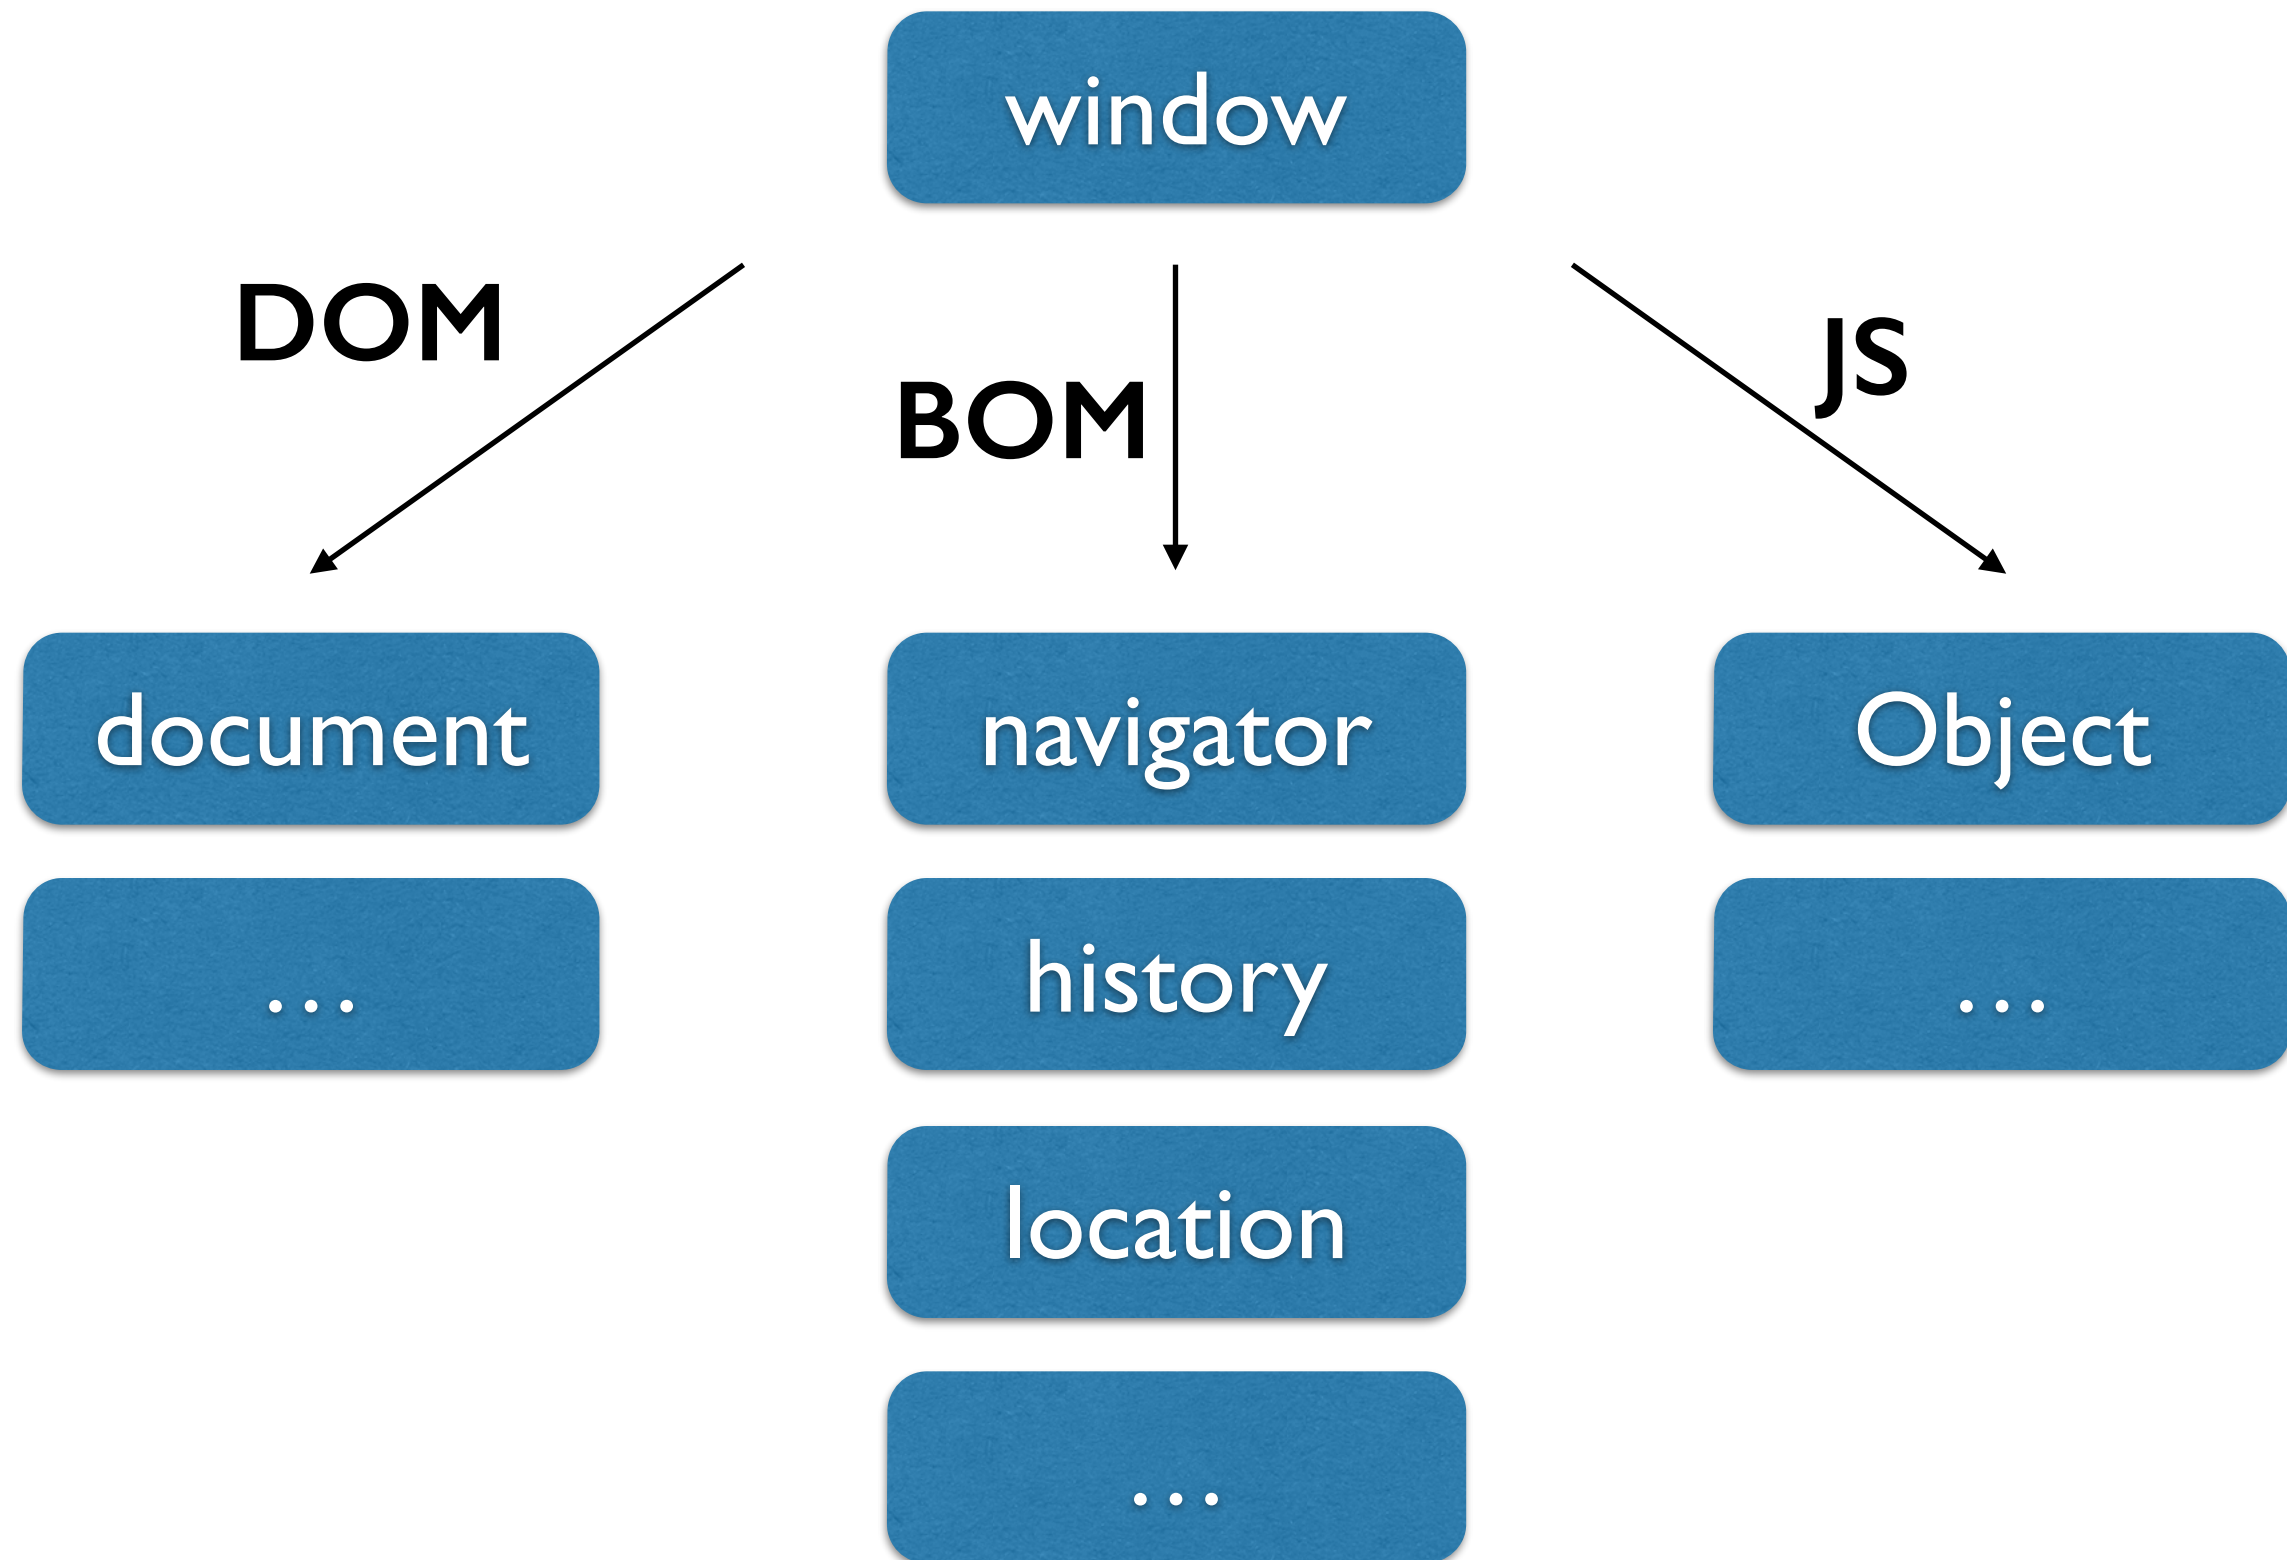 window
DOM
BOM
JS
document
navigator
Object
...
history
...
location
...